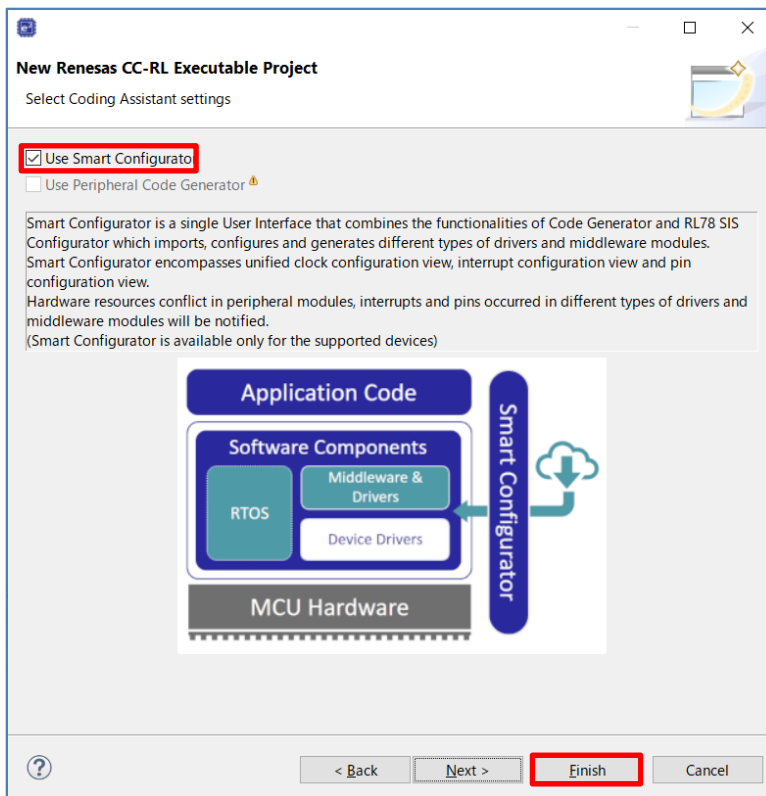 New Renesas CC-RL Executable Project
Select Coding Assistant settings
Use Smart Configurator
Use Peripheral Code Generator
Smart Configurator is a single User Interface that combines the functionalities of Code Generator and RL78 SIS
Configurator which imports, configures and generates different types of drivers and middleware modules.
Smart Configurator encompasses unified clock configuration view, interrupt configuration view and pin
configuration view.
Hardware resources conflict in peripheral modules, interrupts and pins occurred in different types of drivers and
middleware modules will be notified.
(Smart Configurator is available only for the supported devices)
Application Code
Software Components
RTOS
Middleware &
Drivers
Device Drivers
MCU Hardware
Smart Configurator
? < Back Next > Finish Cancel